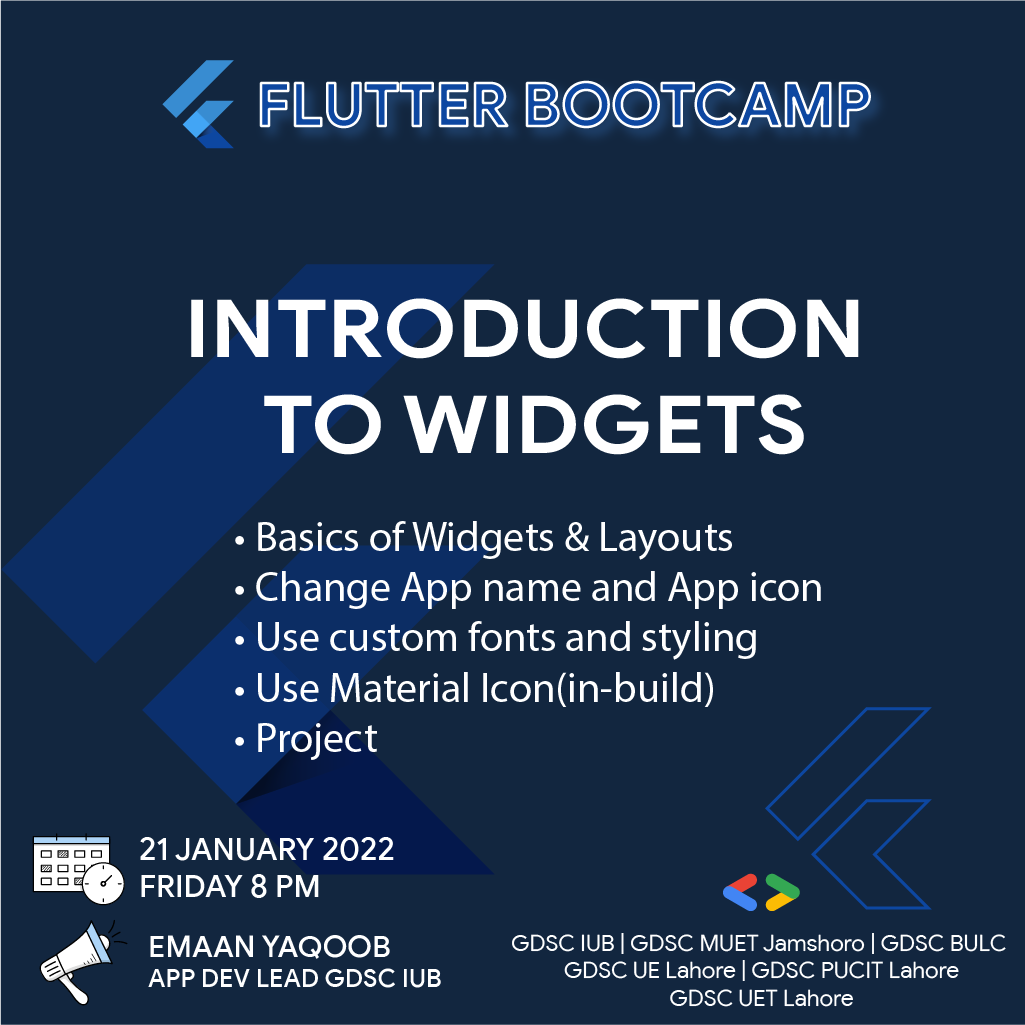 FLUTTER BOOTCAMP
INTRODUCTION
TO WIDGETS
• Basics of Widgets & Layouts
• Change App name and App icon
• Use custom fonts and styling
• Use Material Icon(in-build)
• Project
21 JANUARY 2022
FRIDAY 8 PM
EMAAN YAQOOB
APP DEV LEAD GDSC IUB
GDSC IUB | GDSC MUET Jamshoro | GDSC BULC
GDSC UE Lahore | GDSC PUCIT Lahore
GDSC UET Lahore